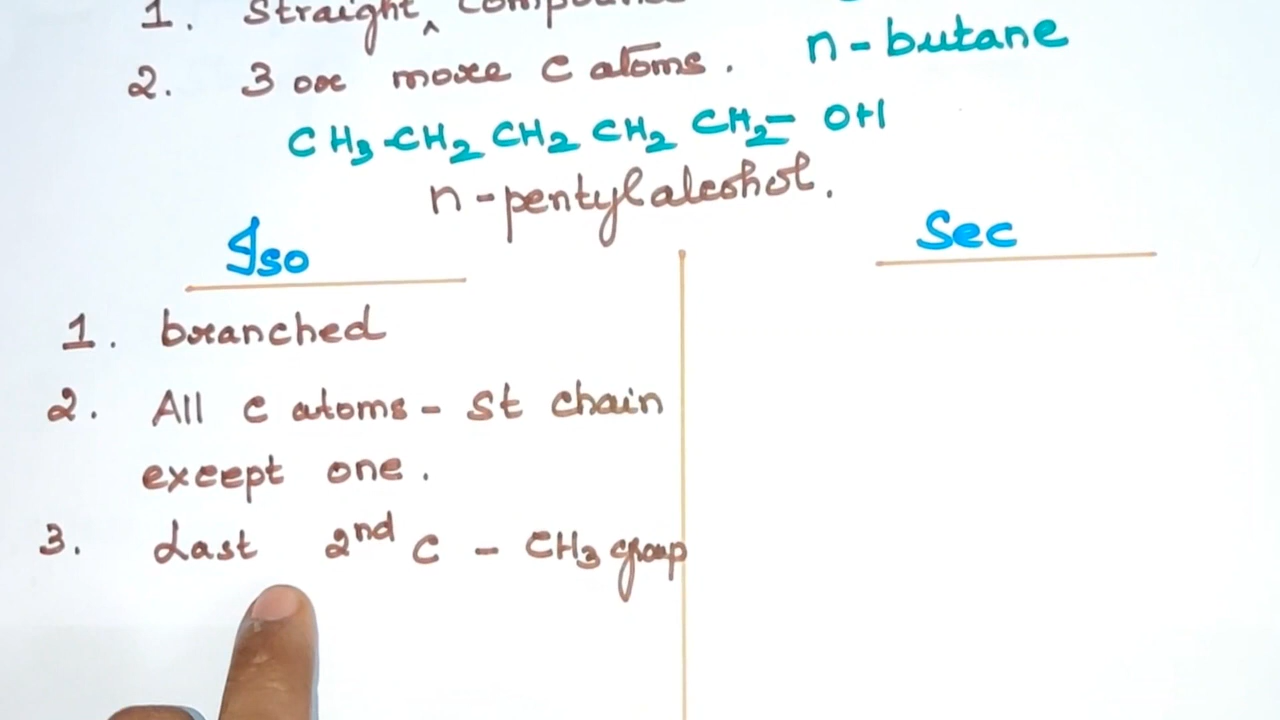 1. Straight ^ compounds
2. 3 or more C atoms. n-butane
CH3-CH2 CH2 CH2 CH2- OH
n-pentylalcohol.
Iso
Sec
1. branched
2. All C atoms - st chain
except one.
3. Last 2nd C - CH3 group